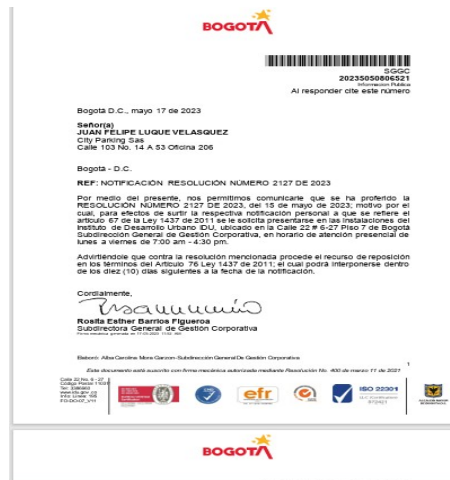 BOGOTÁ
SGGC
20235050806521
Información Pública
Al responder cite este número
Bogotá D.C., mayo 17 de 2023
Señor(a)
JUAN FELIPE LUQUE VELASQUEZ
City Parking Sas
Calle 103 No. 14 A 53 Oficina 206
Bogotá - D.C.
REF: NOTIFICACIÓN RESOLUCIÓN NÚMERO 2127 DE 2023
Por medio del presente, nos permitimos comunicarle que se ha proferido la
RESOLUCIÓN NÚMERO 2127 DE 2023, del 15 de mayo de 2023; motivo por el
cual, para efectos de surtir la respectiva notificación personal a que se refiere el
artículo 67 de la Ley 1437 de 2011 se le solicita presentarse en las instalaciones del
Instituto de Desarrollo Urbano IDU, ubicado en la Calle 22 # 6-27 Piso 7 de Bogotá
Subdirección General de Gestión Corporativa, en horario de atención presencial de
lunes a viernes de 7:00 am - 4:30 pm.
Advirtiéndole que contra la resolución mencionada procede el recurso de reposición
en los términos del Artículo 76 Ley 1437 de 2011; el cual podrá interponerse dentro
de los diez (10) días siguientes a la fecha de la notificación.
Cordialmente,
Rosita Esther Barrios Figueroa
Subdirectora General de Gestión Corporativa
Elaboró: Alba Carolina Mora Garzon-Subdirección General De Gestión Corporativa
1
Este documento está suscrito con firma mecánica autorizada mediante Resolución No. 400 de marzo 11 de 2021
Calle 22 No. 6 - 27
efr
ISO 22301
BOGOTÁ